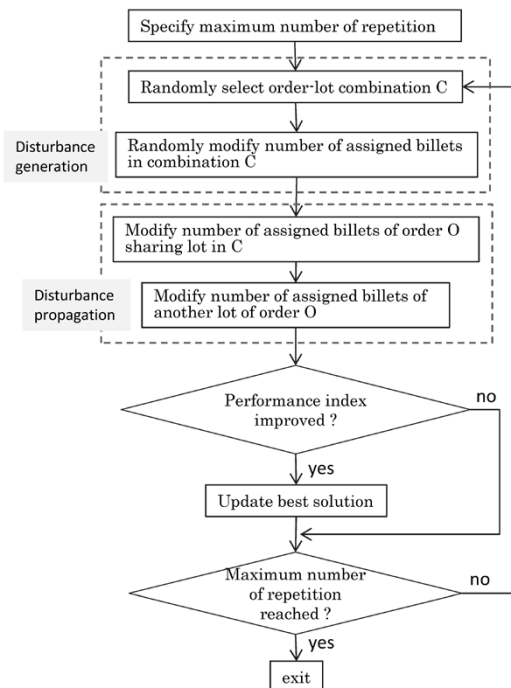 Specify maximum number of repetition
Randomly select order-lot combination C
Disturbance
generation
Randomly modify number of assigned billets
in combination C
Modify number of assigned billets of order O
sharing lot in C
Disturbance
propagation
Modify number of assigned billets of
another lot of order O
Performance index
improved ?
no
yes
Update best solution
Maximum number
of repetition
reached ?
no
yes
exit